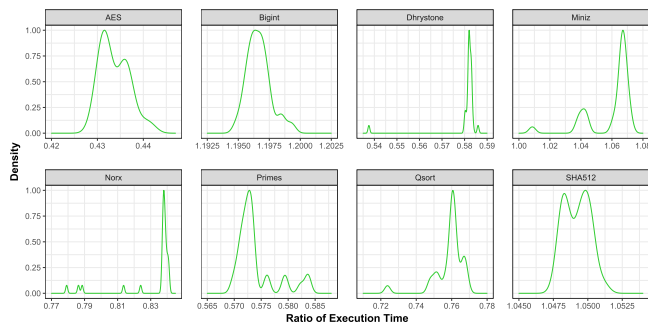 AES Bigint Dhrystone Miniz
1.00
0.75
0.50
0.25
0.00
0.42 0.43 0.44 1.1925 1.1950 1.1975 1.2000 1.2025 0.54 0.55 0.56 0.57 0.58 0.59 1.00 1.02 1.04 1.06 1.08
Density
Norx Primes Qsort SHA512
1.00
0.75
0.50
0.25
0.00
0.77 0.79 0.81 0.83 0.565 0.570 0.575 0.580 0.585 0.72 0.74 0.76 0.78 1.0450 1.0475 1.0500 1.0525
Ratio of Execution Time